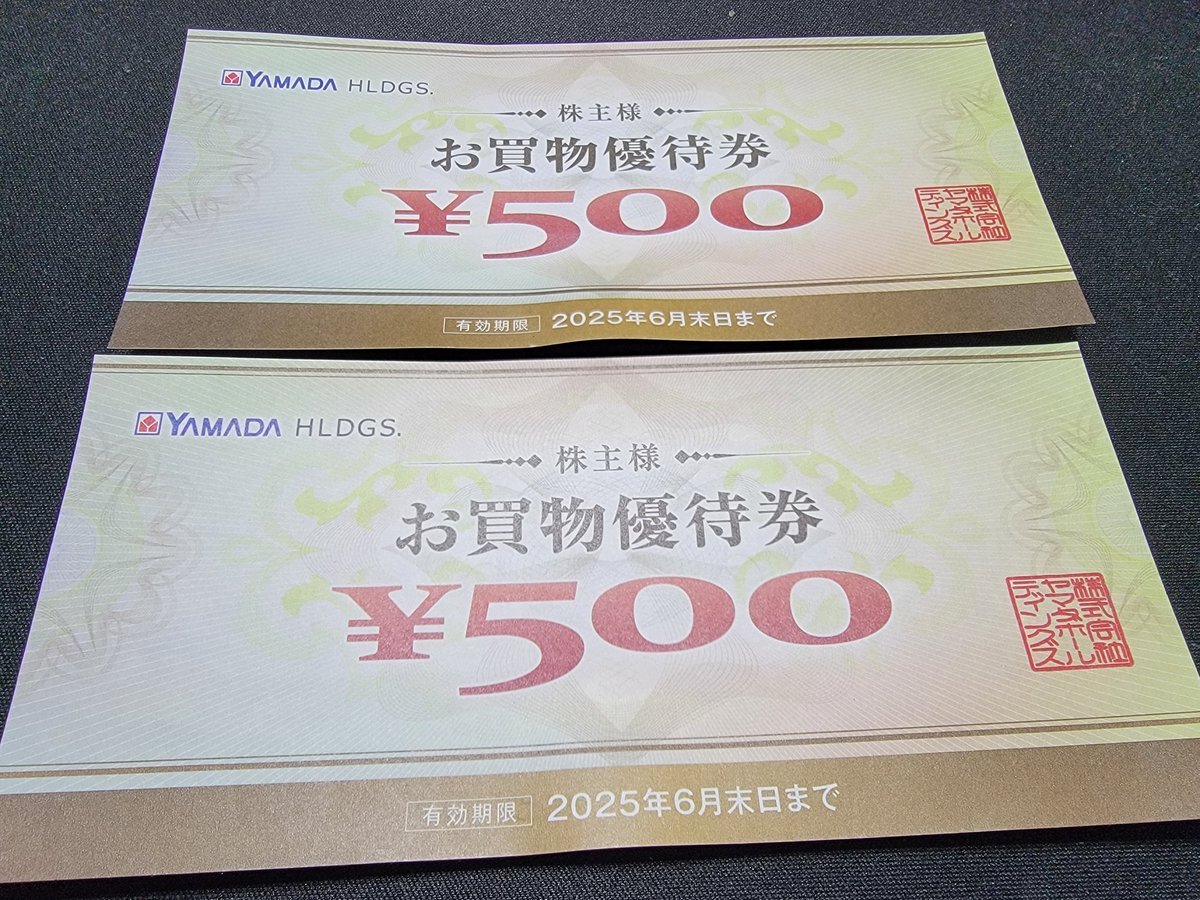 YAMADA HLDGS.
株主様
お買物優待券
¥500
株式会社
ヤマダホール
ディングス
有効期限 2025年6月末日まで
YAMADA HLDGS.
株主様
お買物優待券
¥500
株式会社
ヤマダホール
ディングス
有効期限 2025年6月末日まで